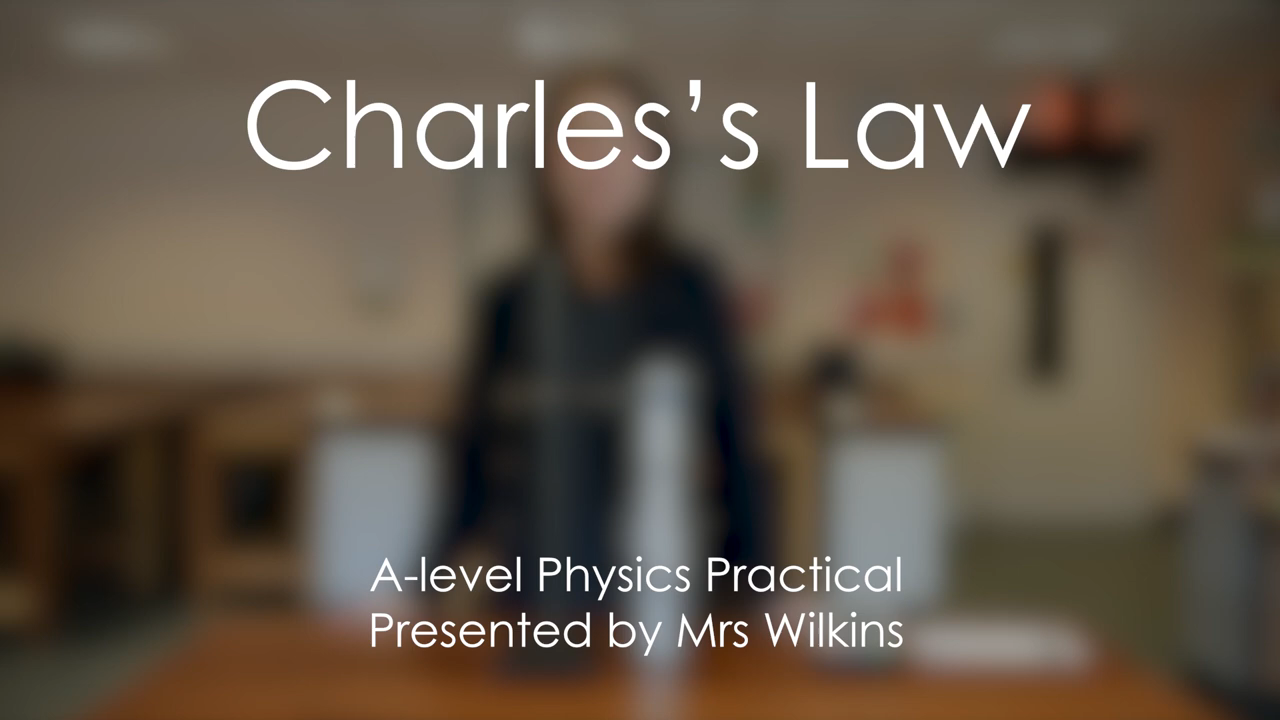 Charles’s Law
A-level Physics Practical
Presented by Mrs Wilkins